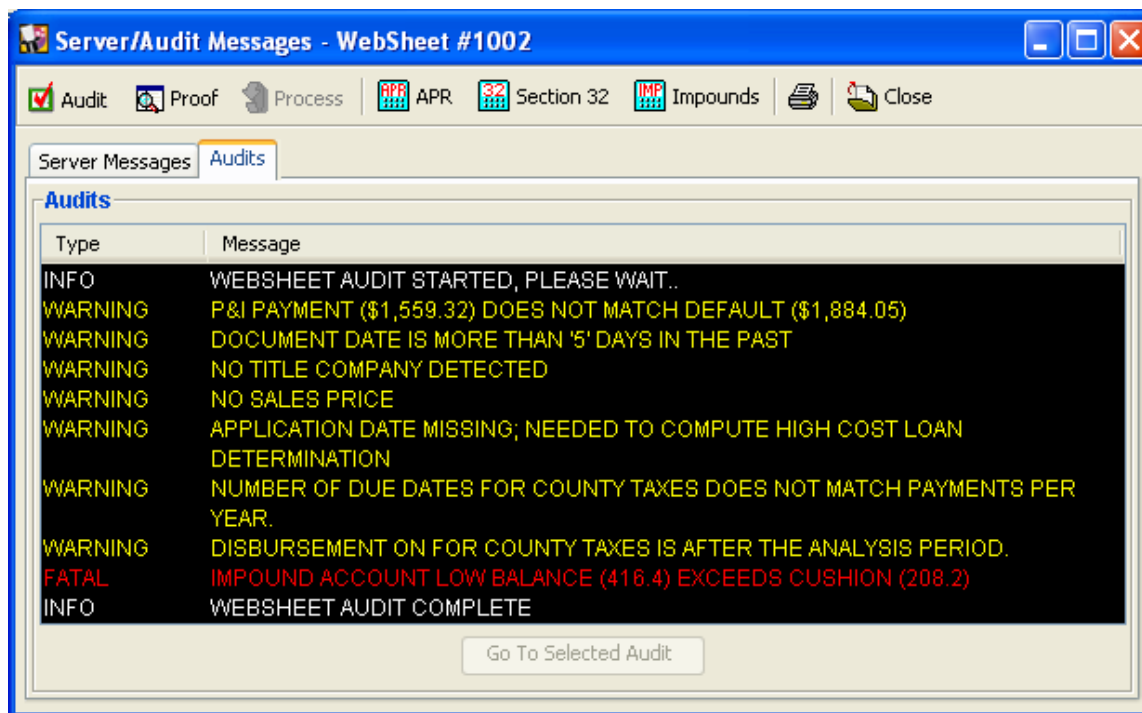 Server/Audit Messages - WebSheet #1002
Audit Proof Process APR APR 32 Section 32 IMP Impounds Close
Server Messages Audits
Audits
Type Message
INFO WEBSHEET AUDIT STARTED, PLEASE WAIT..
WARNING P&I PAYMENT ($1,559.32) DOES NOT MATCH DEFAULT ($1,884.05)
WARNING DOCUMENT DATE IS MORE THAN '5' DAYS IN THE PAST
WARNING NO TITLE COMPANY DETECTED
WARNING NO SALES PRICE
WARNING APPLICATION DATE MISSING; NEEDED TO COMPUTE HIGH COST LOAN
DETERMINATION
WARNING NUMBER OF DUE DATES FOR COUNTY TAXES DOES NOT MATCH PAYMENTS PER
YEAR.
WARNING DISBURSEMENT ON FOR COUNTY TAXES IS AFTER THE ANALYSIS PERIOD.
FATAL IMPOUND ACCOUNT LOW BALANCE (416.4) EXCEEDS CUSHION (208.2)
INFO WEBSHEET AUDIT COMPLETE
Go To Selected Audit